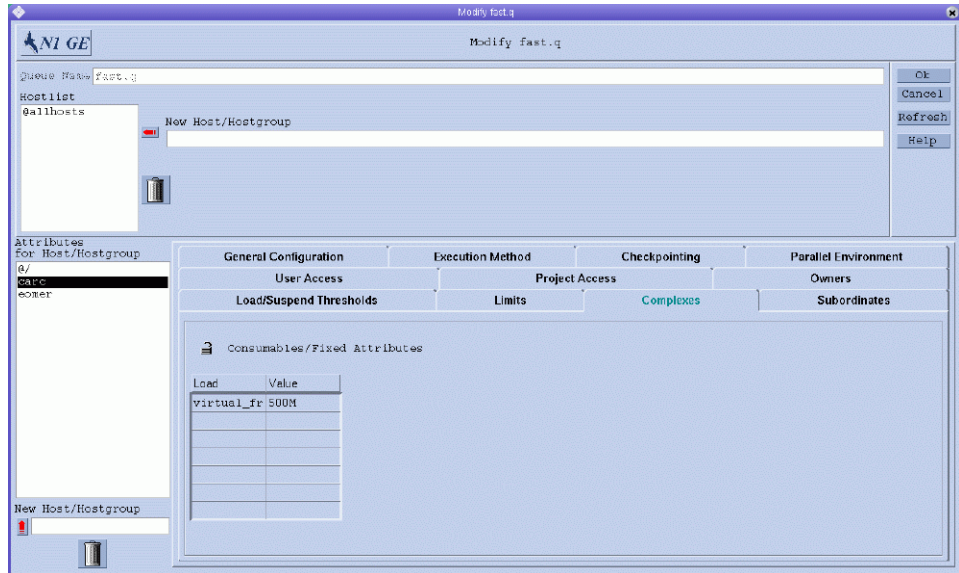 Modify fast.q
N1 GE
Modify fast.q
Queue Name fast.q
Ok
Cancel
Refresh
Help
Hostlist
@allhosts
New Host/Hostgroup
Attributes
for Host/Hostgroup
@/
carc
eomer
General Configuration
Execution Method
Checkpointing
Parallel Environment
User Access
Project Access
Owners
Load/Suspend Thresholds
Limits
Complexes
Subordinates
Consumables/Fixed Attributes
Load Value
virtual_fr 500M
New Host/Hostgroup